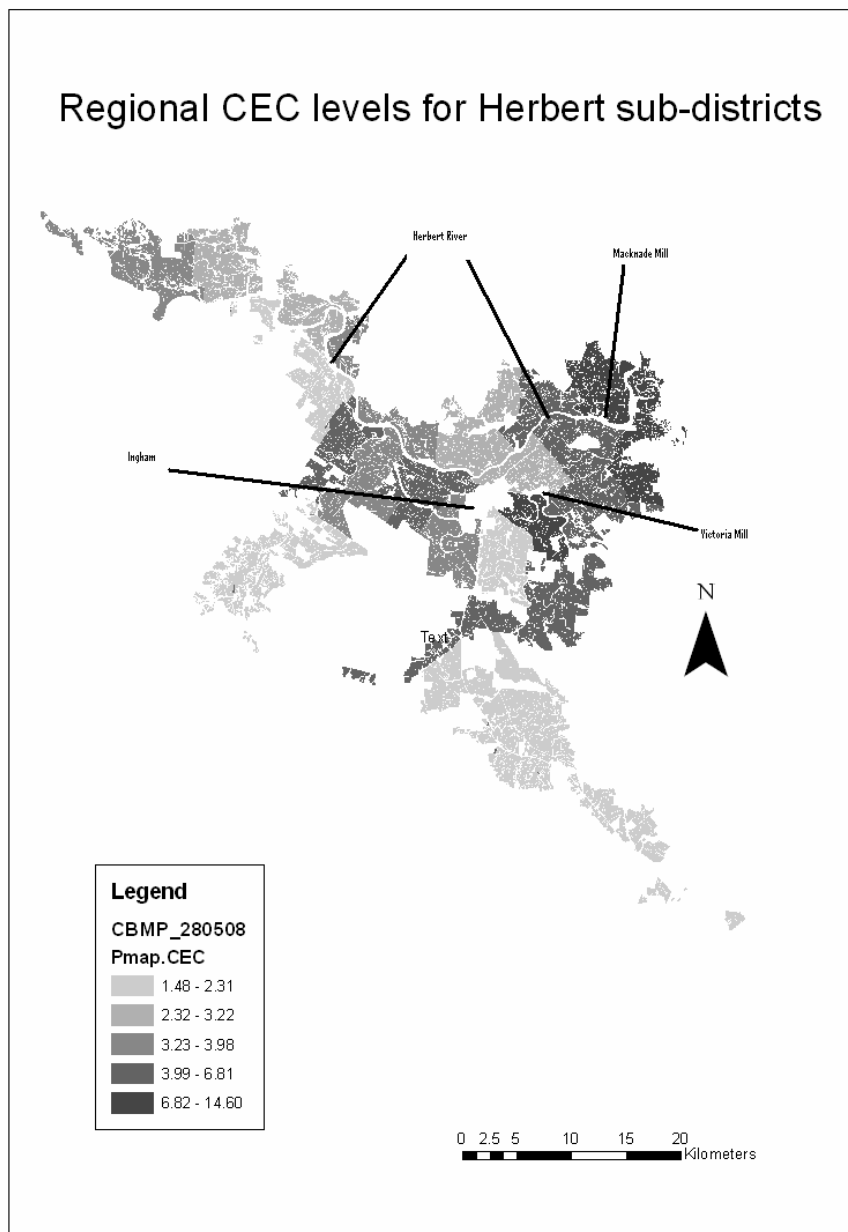 Regional CEC levels for Herbert sub-districts
Herbert River
Macknade Mill
Ingham
Victoria Mill
N
Text
Legend
CBMP_280508
Pmap.CEC
1.48 - 2.31
2.32 - 3.22
3.23 - 3.98
3.99 - 6.81
6.82 - 14.60
0 2.5 5 10 15 20
Kilometers